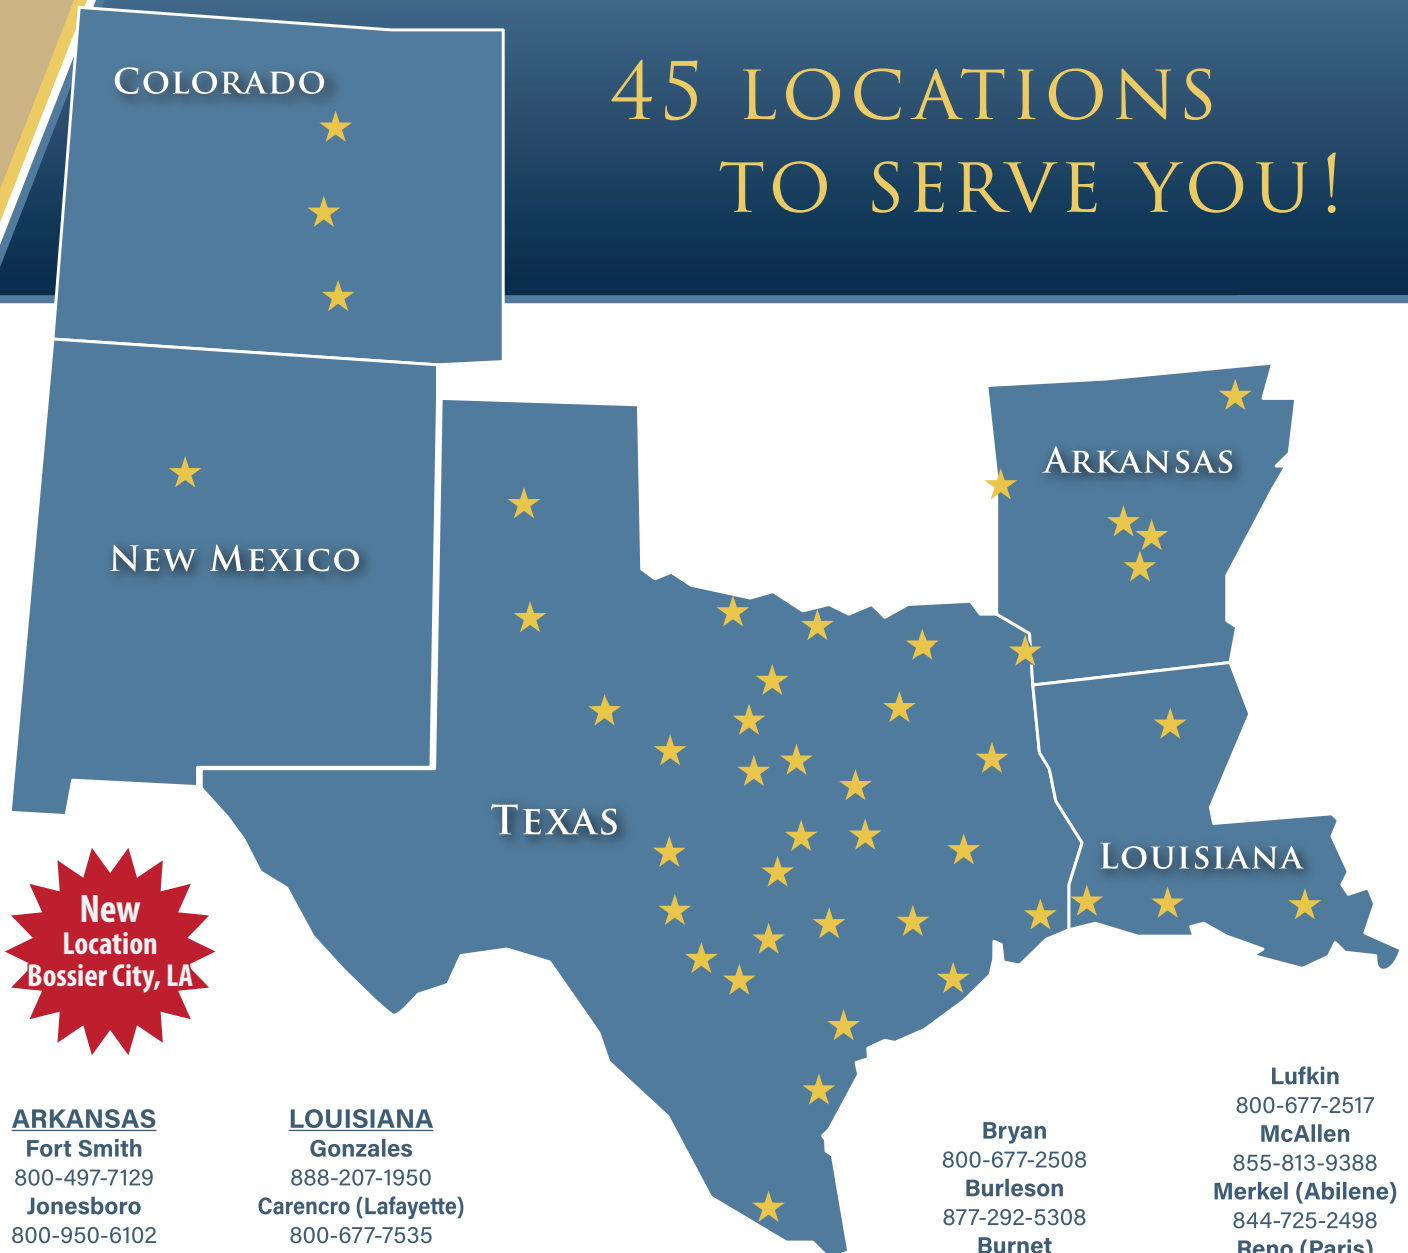 45 LOCATIONS
TO SERVE YOU!
COLORADO
NEW MEXICO
TEXAS
ARKANSAS
LOUISIANA
New
Location
Bossier City, LA
ARKANSAS
Fort Smith
800-497-7129
Jonesboro
800-950-6102
LOUISIANA
Gonzales
888-207-1950
Carencro (Lafayette)
800-677-7535
Bryan
800-677-2508
Burleson
877-292-5308
Burnet
Lufkin
800-677-2517
McAllen
855-813-9388
Merkel (Abilene)
844-725-2498
Reno (Paris)